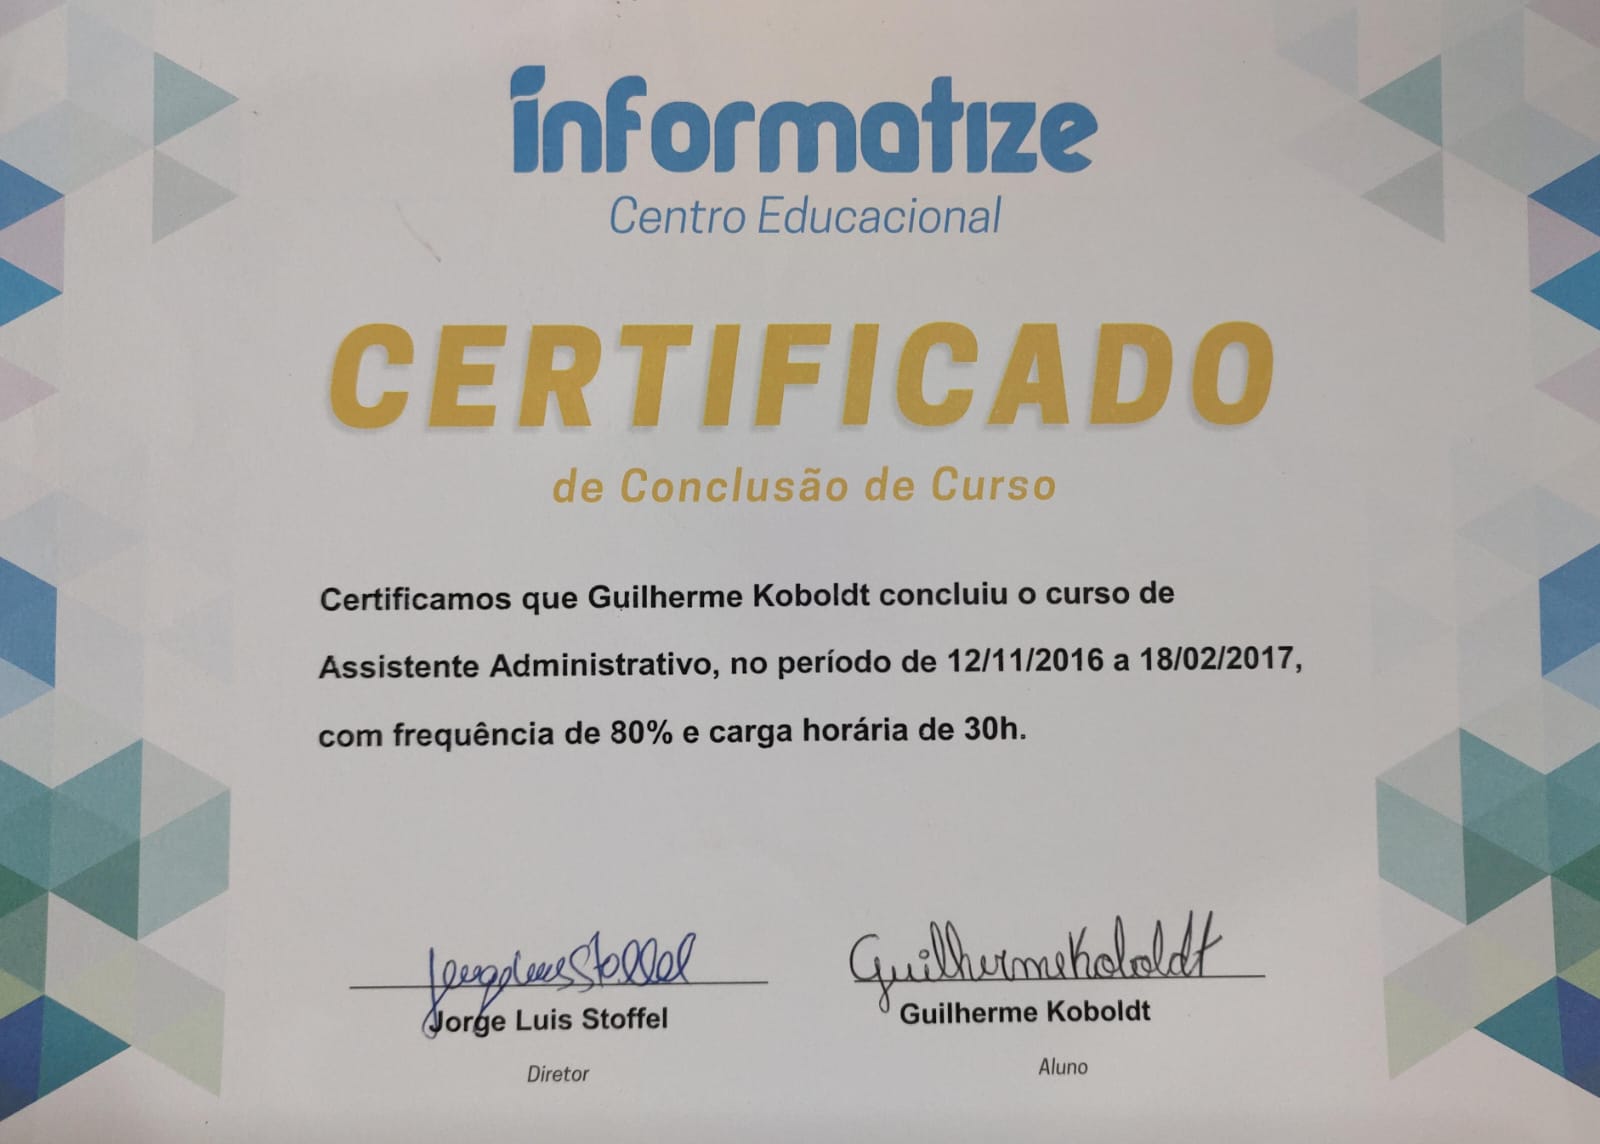 informatize
Centro Educacional
CERTIFICADO
de Conclusão de Curso
Certificamos que Guilherme Koboldt concluiu o curso de
Assistente Administrativo, no período de 12/11/2016 a 18/02/2017,
com frequência de 80% e carga horária de 30h.
Jorge Luis Stoffel
Guilherme Koboldt
Jorge Luis Stoffel
Guilherme Koboldt
Diretor
Aluno